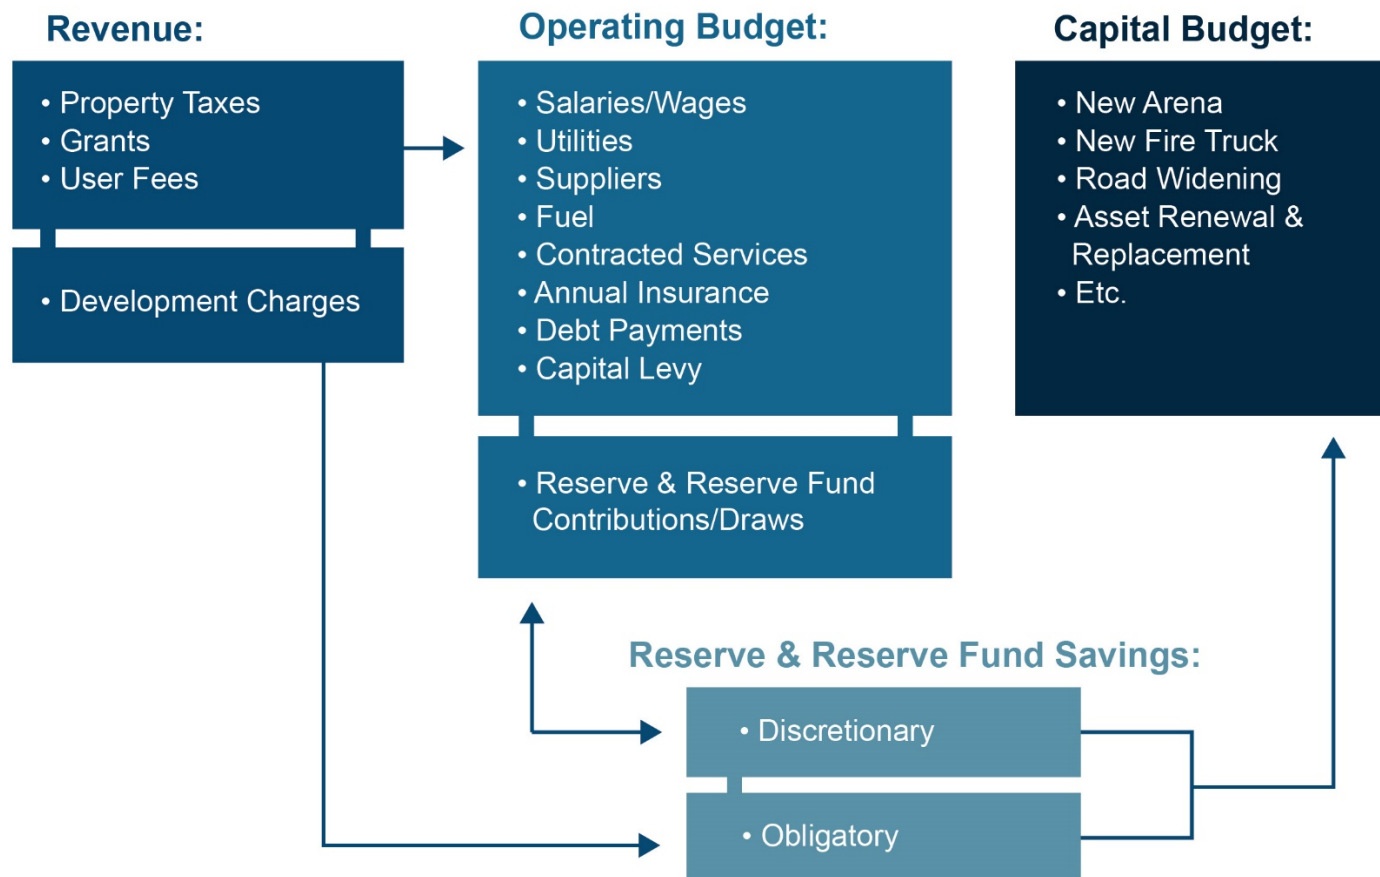 Revenue:
• Property Taxes
• Grants
• User Fees
• Development Charges
Operating Budget:
• Salaries/Wages
• Utilities
• Suppliers
• Fuel
• Contracted Services
• Annual Insurance
• Debt Payments
• Capital Levy
• Reserve & Reserve Fund
Contributions/Draws
Capital Budget:
• New Arena
• New Fire Truck
• Road Widening
• Asset Renewal &
Replacement
• Etc.
Reserve & Reserve Fund Savings:
• Discretionary
• Obligatory